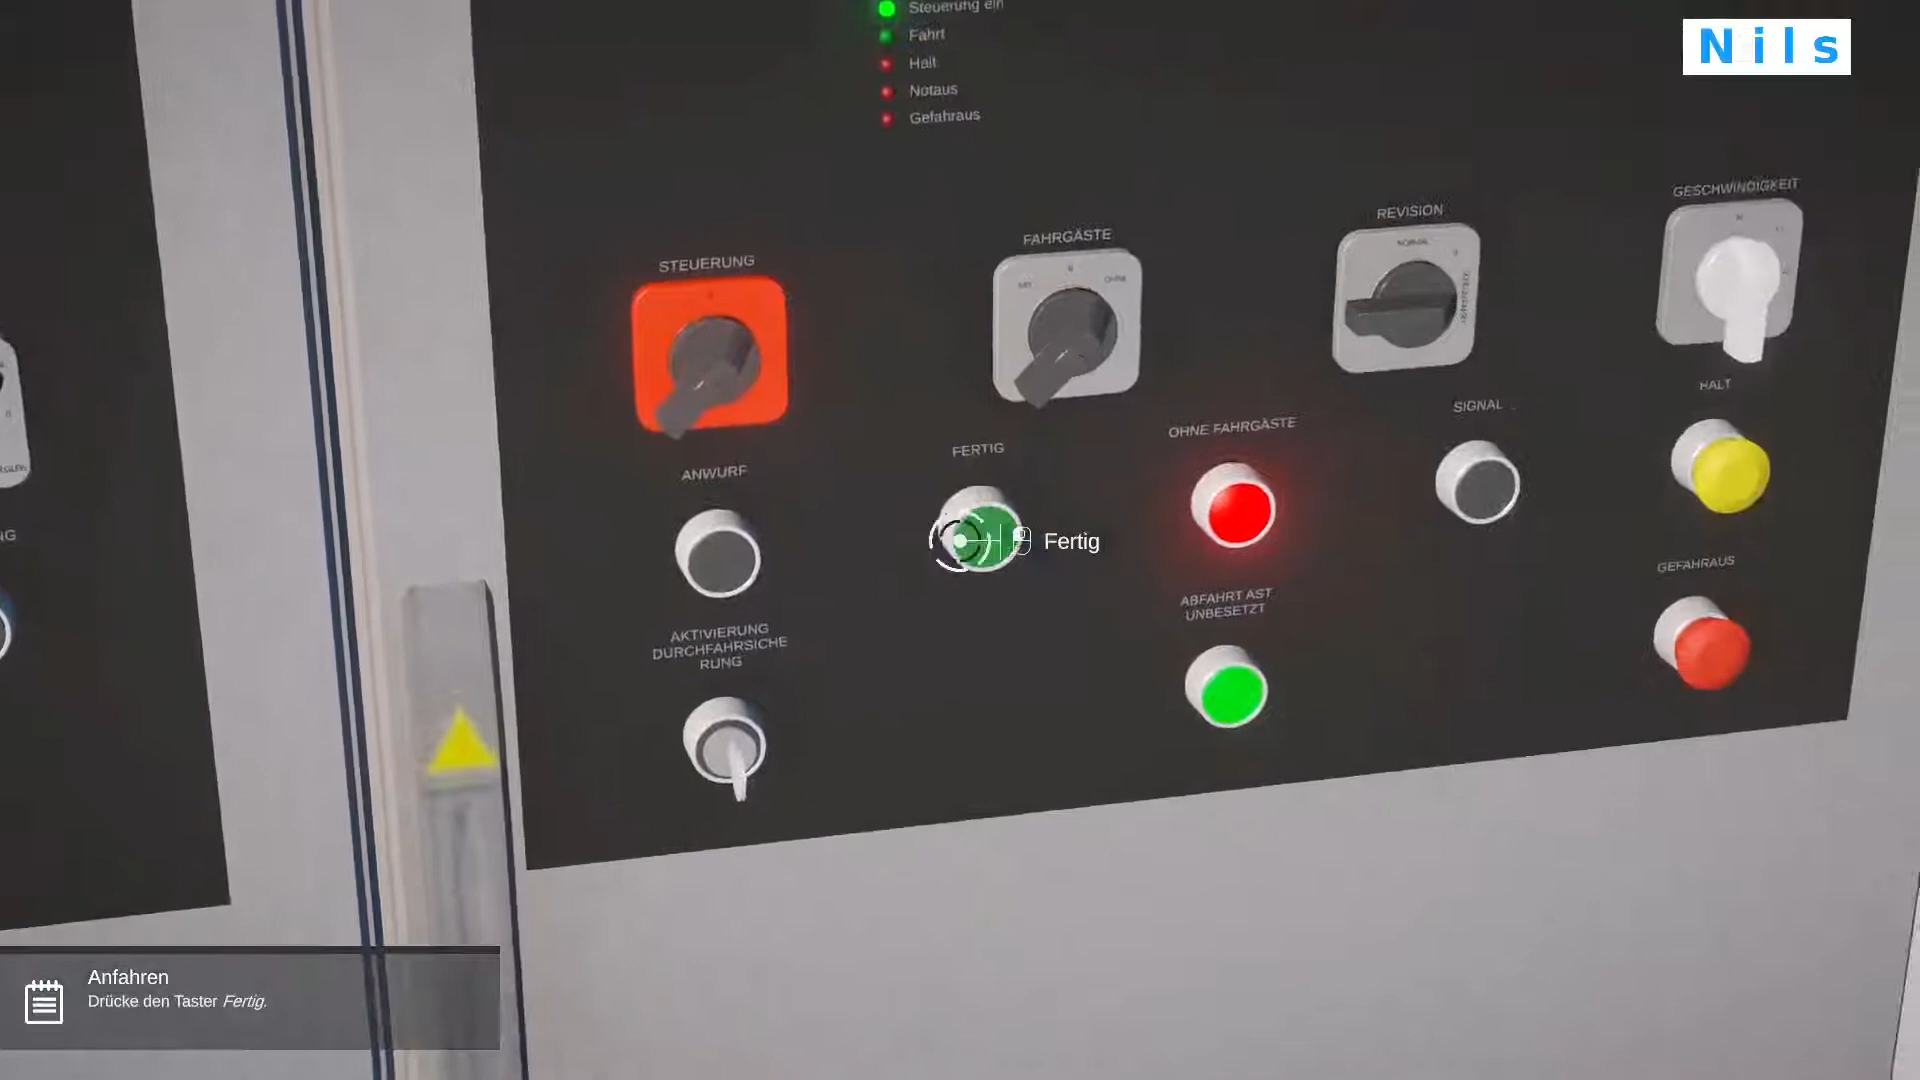 Steuerung ein
Fahrt
Halt
Notaus
Gefahraus
Nils
STEUERUNG
FAHRGÄSTE
REVISION
NORMAL
GESCHWINDIGKEIT
OHNE
ANWURF
FERTIG
OHNE FAHRGÄSTE
SIGNAL
HALT
Fertig
AKTIVIERUNG
DURCHFAHRSICHE
RUNG
ABFAHRT AST
UNBESETZT
GEFAHRAUS
Anfahren
Drücke den Taster Fertig.